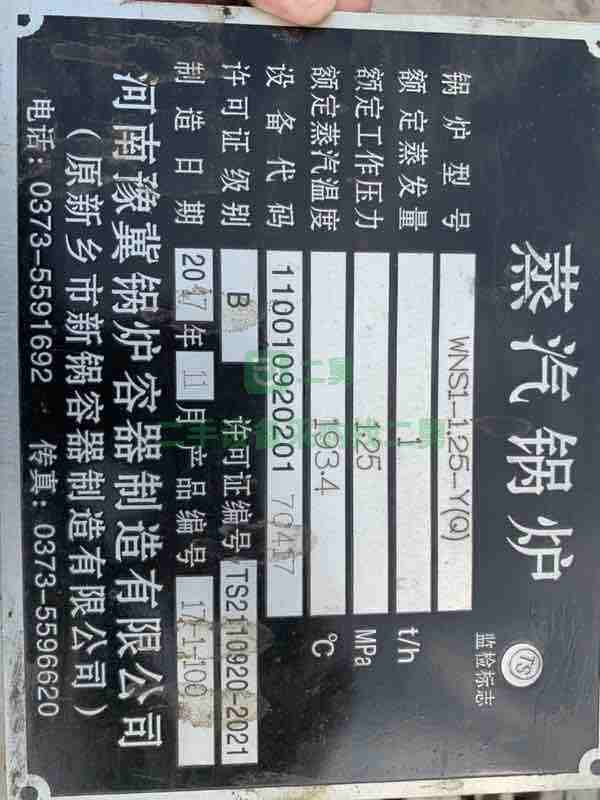 蒸汽锅炉
锅炉型号 WNS1-1.25-Y(Q)
额定蒸发量 1 t/h
额定工作压力 1.25 MPa
额定蒸汽温度 193.4 ℃
设备代码 11001092020170417
许可证级别 B 许可证编号 TS2110920-2021
制造日期 2017年11月 产品编号 17-1-100
河南豫冀锅炉容器制造有限公司
(原新乡市新锅容器制造有限公司)
电话:0373-5591692 传真:0373-5596620
TS
监检标志
二手